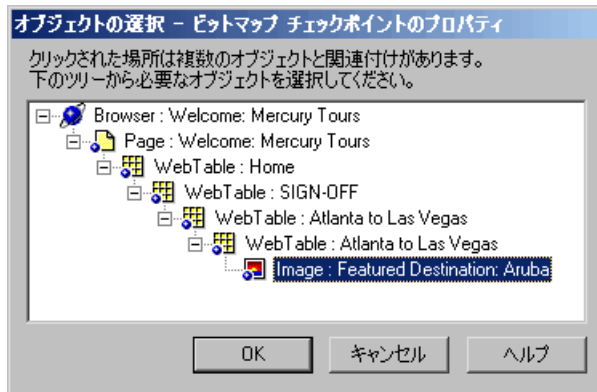 オブジェクトの選択 - ビットマップ チェックポイントのプロパティ
クリックされた場所は複数のオブジェクトと関連付けがあります。
下のツリーから必要なオブジェクトを選択してください。
Browser : Welcome: Mercury Tours
Page : Welcome: Mercury Tours
WebTable : Home
WebTable : SIGN-OFF
WebTable : Atlanta to Las Vegas
WebTable : Atlanta to Las Vegas
Image : Featured Destination: Aruba
OK キャンセル ヘルプ